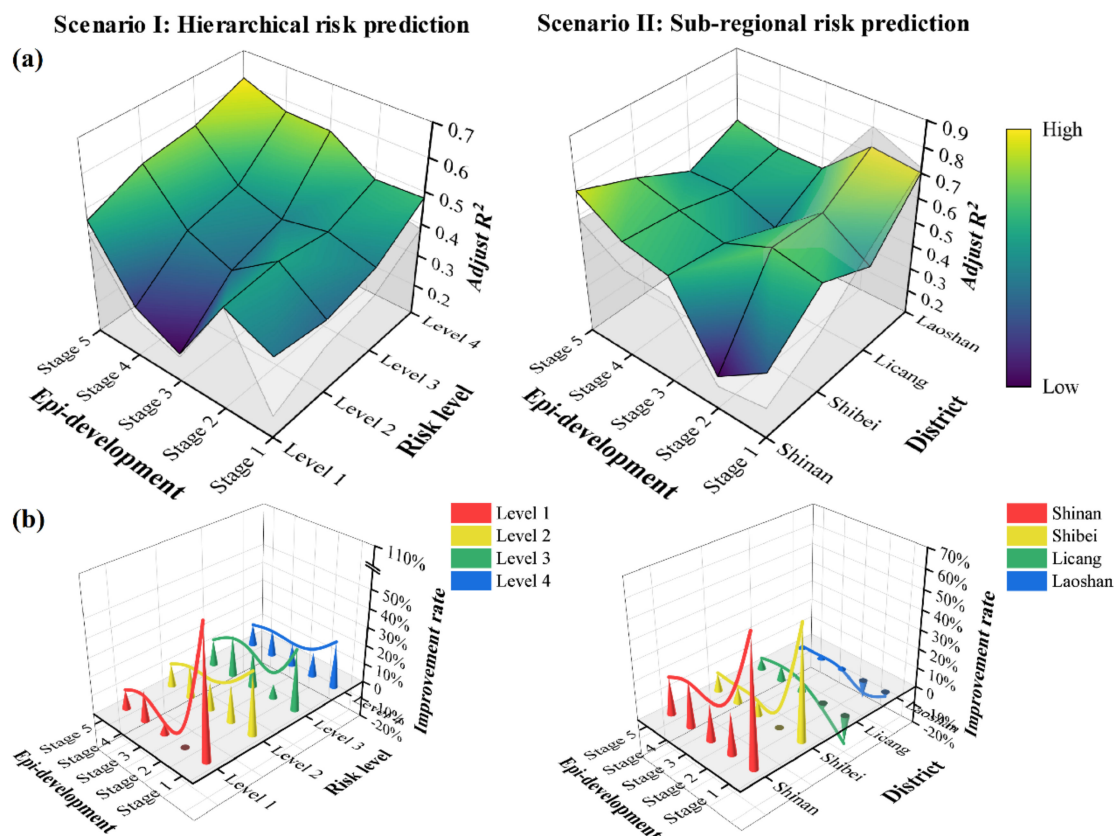 Scenario I: Hierarchical risk prediction
Scenario II: Sub-regional risk prediction
(a)
0.7
0.6
0.5
0.4
0.3
0.2
Adjust R²
Stage 5
Stage 4
Stage 3
Stage 2
Stage 1
Epi-development
Level 4
Level 3
Level 2
Level 1
Risk level
0.9
0.8
0.7
0.6
0.5
0.4
0.3
0.2
Adjust R²
Stage 5
Stage 4
Stage 3
Stage 2
Stage 1
Epi-development
Laoshan
Licang
Shibei
Shinan
District
High
Low
(b)
Level 1
Level 2
Level 3
Level 4
110%
50%
40%
30%
20%
10%
0
10%
-20%
Improvement rate
Stage 5
Stage 4
Stage 3
Stage 2
Stage 1
Epi-development
Level 4
Level 3
Level 2
Level 1
Risk level
Shinan
Shibei
Licang
Laoshan
70%
60%
50%
40%
30%
20%
10%
0
10%
-20%
Improvement rate
Stage 5
Stage 4
Stage 3
Stage 2
Stage 1
Epi-development
Laoshan
Licang
Shibei
Shinan
District